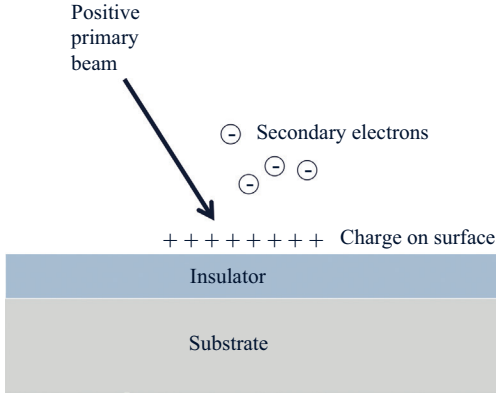 Positive
primary
beam
- Secondary electrons
- - -
+ + + + + + + + Charge on surface
Insulator
Substrate